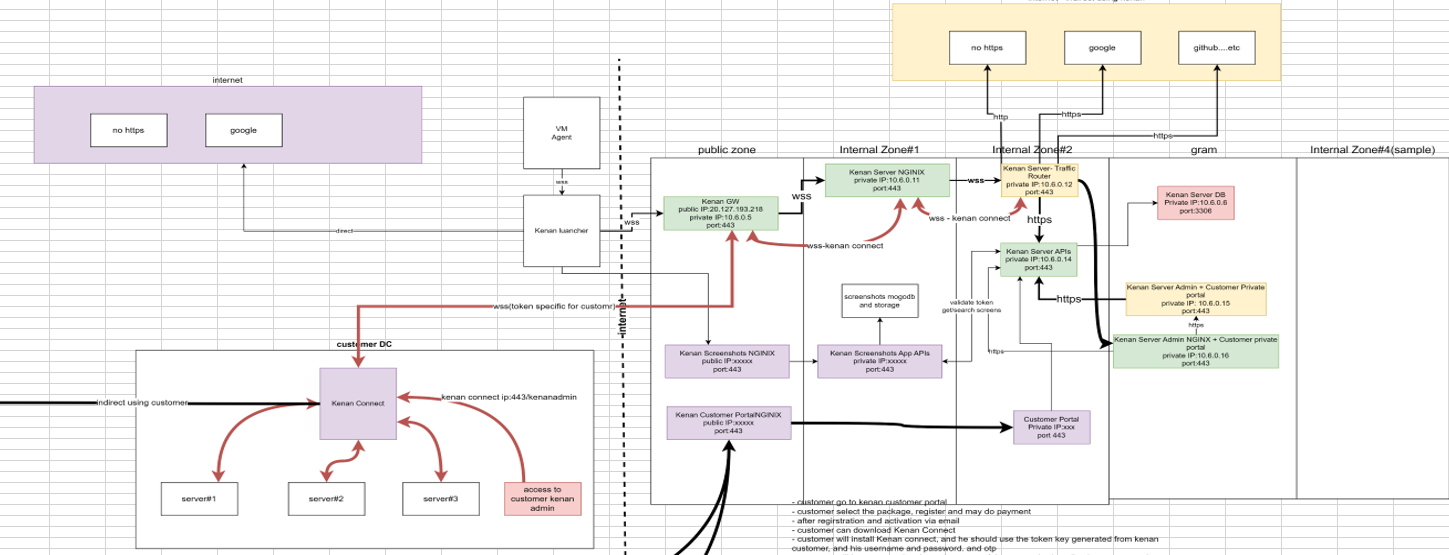 no https
google
github....etc
internet
http
https
https
no https
google
VM
Agent
wss
Kenan luancher
direct
wss
internet
public zone
Internal Zone#1
Internal Zone#2
gram
Internal Zone#4(sample)
Kenan GW
public IP:20.127.193.218
private IP:10.6.0.5
port:443
wss
Kenan Server NGINIX
private IP:10.6.0.11
port:443
wss
Kenan Server- Traffic
Router
private IP:10.6.0.12
port:443
Kenan Server DB
Private IP:10.6.0.6
port:3306
wss - kenan connect
wss-kenan connect
https
Kenan Server APIs
private IP:10.6.0.14
port:443
https
Kenan Server Admin + Customer Private
portal
private IP: 10.6.0.15
port:443
https
Kenan Server Admin NGINIX + Customer private
portal
private IP:10.6.0.16
port:443
https
validate token
get/search screens
screenshots mogodb
and storage
Kenan Screenshots NGINIX
public IP:xxxxx
port:443
Kenan Screenshots App APIs
private IP:xxxxx
port:443
Kenan Customer PortalNGINIX
public IP:xxxxx
port:443
Customer Portal
Private IP:xxx
port 443
wss(token specific for customr)
customer DC
Kenan Connect
indirect using customer
kenan connect ip:443/kenanadmin
server#1
server#2
server#3
access to
customer kenan
admin
- customer go to kenan customer portal
- customer select the package, register and may do payment
- after regirstration and activation via email
- customer can download Kenan Connect
- customer will install Kenan connect, and he should use the token key generated from kenan
customer, and his username and password. and otp